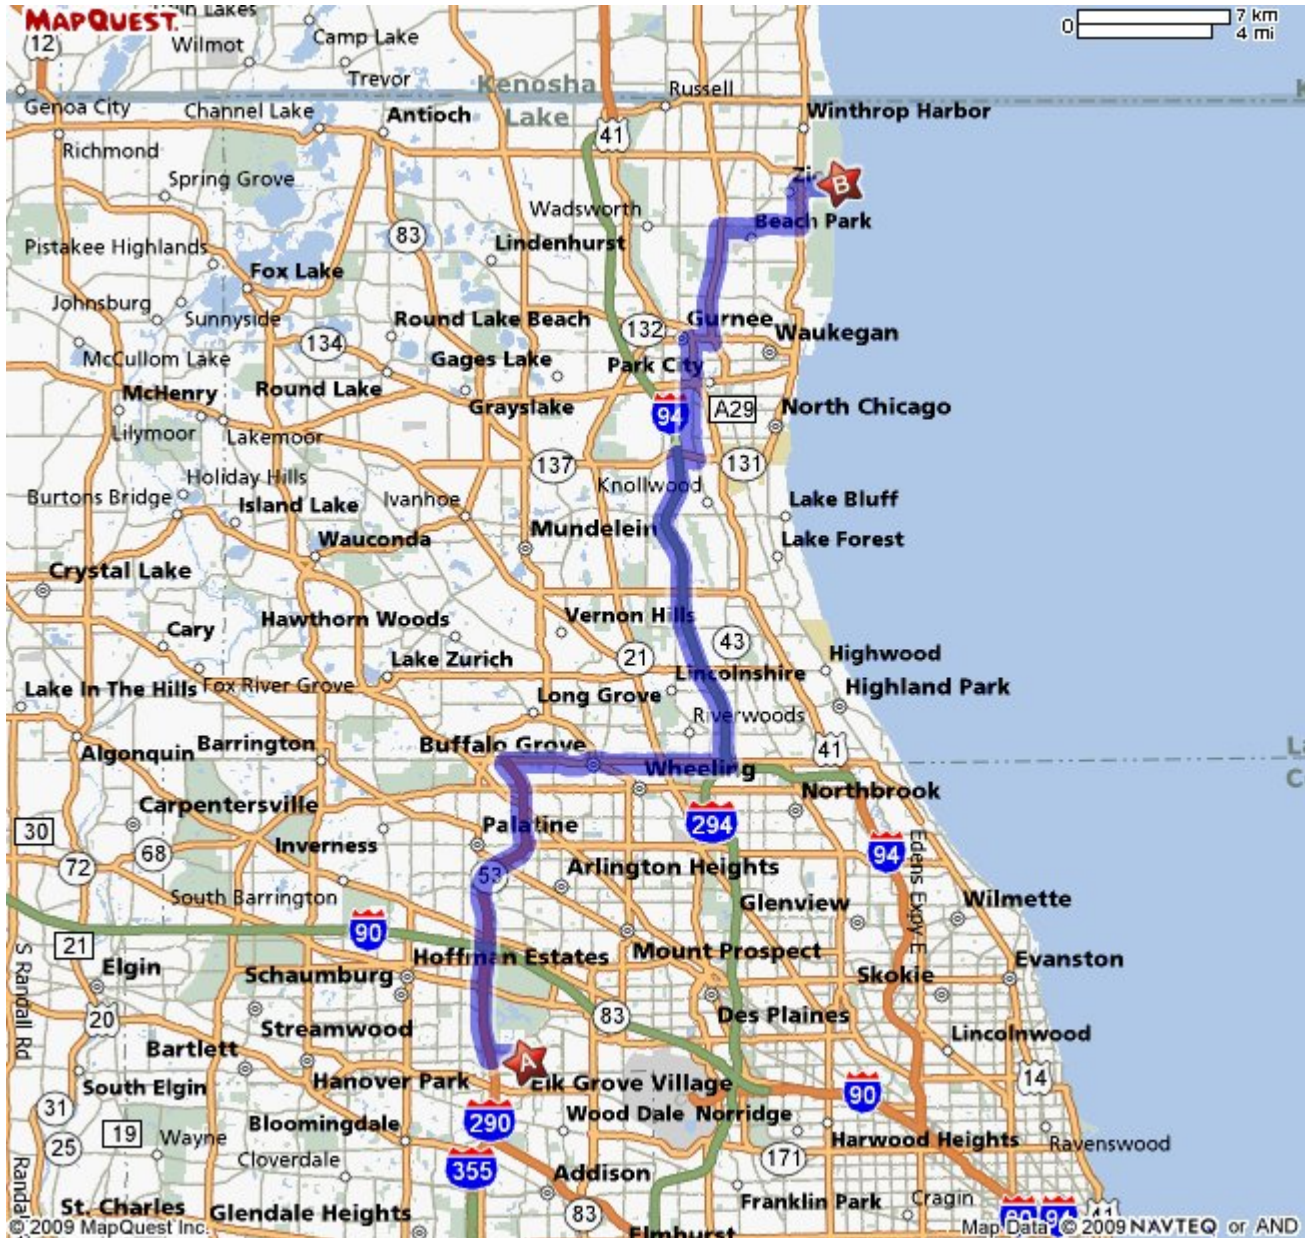 MAPQUEST.
7 km
0
4 mi
Lakes
12
Wilmot
Camp Lake
Trevor
Kenosha
Russell
Genoa City
Channel Lake
Antioch
Lake
Winthrop Harbor
41
Richmond
Spring Grove
B
Wadsworth
Beach Park
83
Lindenhurst
Pistakee Highlands
Fox Lake
Johnsburg
Sunnyside
Round Lake Beach
132
Gurnee
Waukegan
134
McCullom Lake
Gages Lake
Park City
McHenry
Round Lake
Grayslake
94
A29
North Chicago
Lilymoor
Lakemoor
137
131
Holiday Hills
Knollwood
Burtons Bridge
Island Lake
Ivanhoe
Lake Bluff
Mundelein
Wauconda
Lake Forest
Crystal Lake
Hawthorn Woods
Vernon Hills
Cary
43
21
Highwood
Lake Zurich
Lincolnshire
Lake In The Hills
Fox River Grove
Long Grove
Highland Park
Riverwoods
Algonquin
Barrington
Buffalo Grove
41
La
Wheeling
C
Carpentersville
Northbrook
30
Palatine
294
Inverness
68
94
72
Arlington Heights
Edens Expy E
53
South Barrington
Glenview
Wilmette
90
21
Mount Prospect
Hoffman Estates
Elgin
Schaumburg
Skokie
Evanston
S Randall Rd
20
Streamwood
83
Des Plaines
Lincolnwood
Bartlett
A
South Elgin
Hanover Park
Elk Grove Village
14
31
90
290
Wood Dale
Norridge
Bloomingdale
Harwood Heights
19
Wayne
25
Ravenswood
Cloverdale
355
Addison
171
Franklin Park
Cragin
St. Charles
Glendale Heights
83
Elmhurst
94
41
© 2009 MapQuest Inc.
Map Data © 2009 NAVTEQ or AND